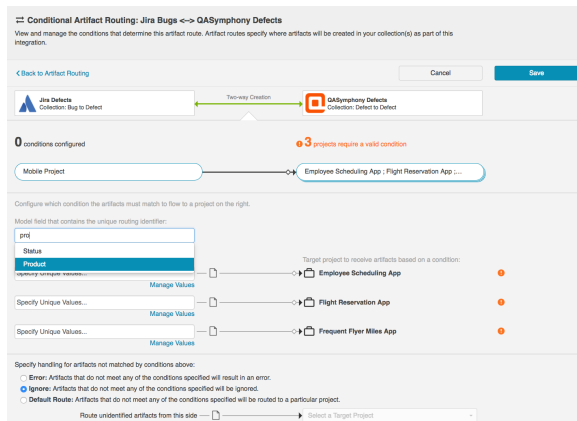 Conditional Artifact Routing: Jira Bugs <--> QASymphony Defects
View and manage the conditions that determine this artifact route. Artifact routes specify where artifacts will be created in your collection(s) as part of this
integration.
Back to Artifact Routing
Cancel
Save
Jira Defects
Collection: Bug to Defect
Two-way Creation
QASymphony Defects
Collection: Defect to Defect
0 conditions configured
3 projects require a valid condition
Mobile Project
Employee Scheduling App ; Flight Reservation App ;...
Configure which condition the artifacts must match to flow to a project on the right.
Model field that contains the unique routing identifier:
pro
Status
Product
Target project to receive artifacts based on a condition:
Specify Unique Values...
Employee Scheduling App
Manage Values
Specify Unique Values...
Flight Reservation App
Manage Values
Specify Unique Values...
Frequent Flyer Miles App
Manage Values
Specify handling for artifacts not matched by conditions above:
Error: Artifacts that do not meet any of the conditions specified will result in an error.
Ignore: Artifacts that do not meet any of the conditions specified will be ignored.
Default Route: Artifacts that do not meet any of the conditions specified will be routed to a particular project.
Route unidentified artifacts from this side
Select a Target Project